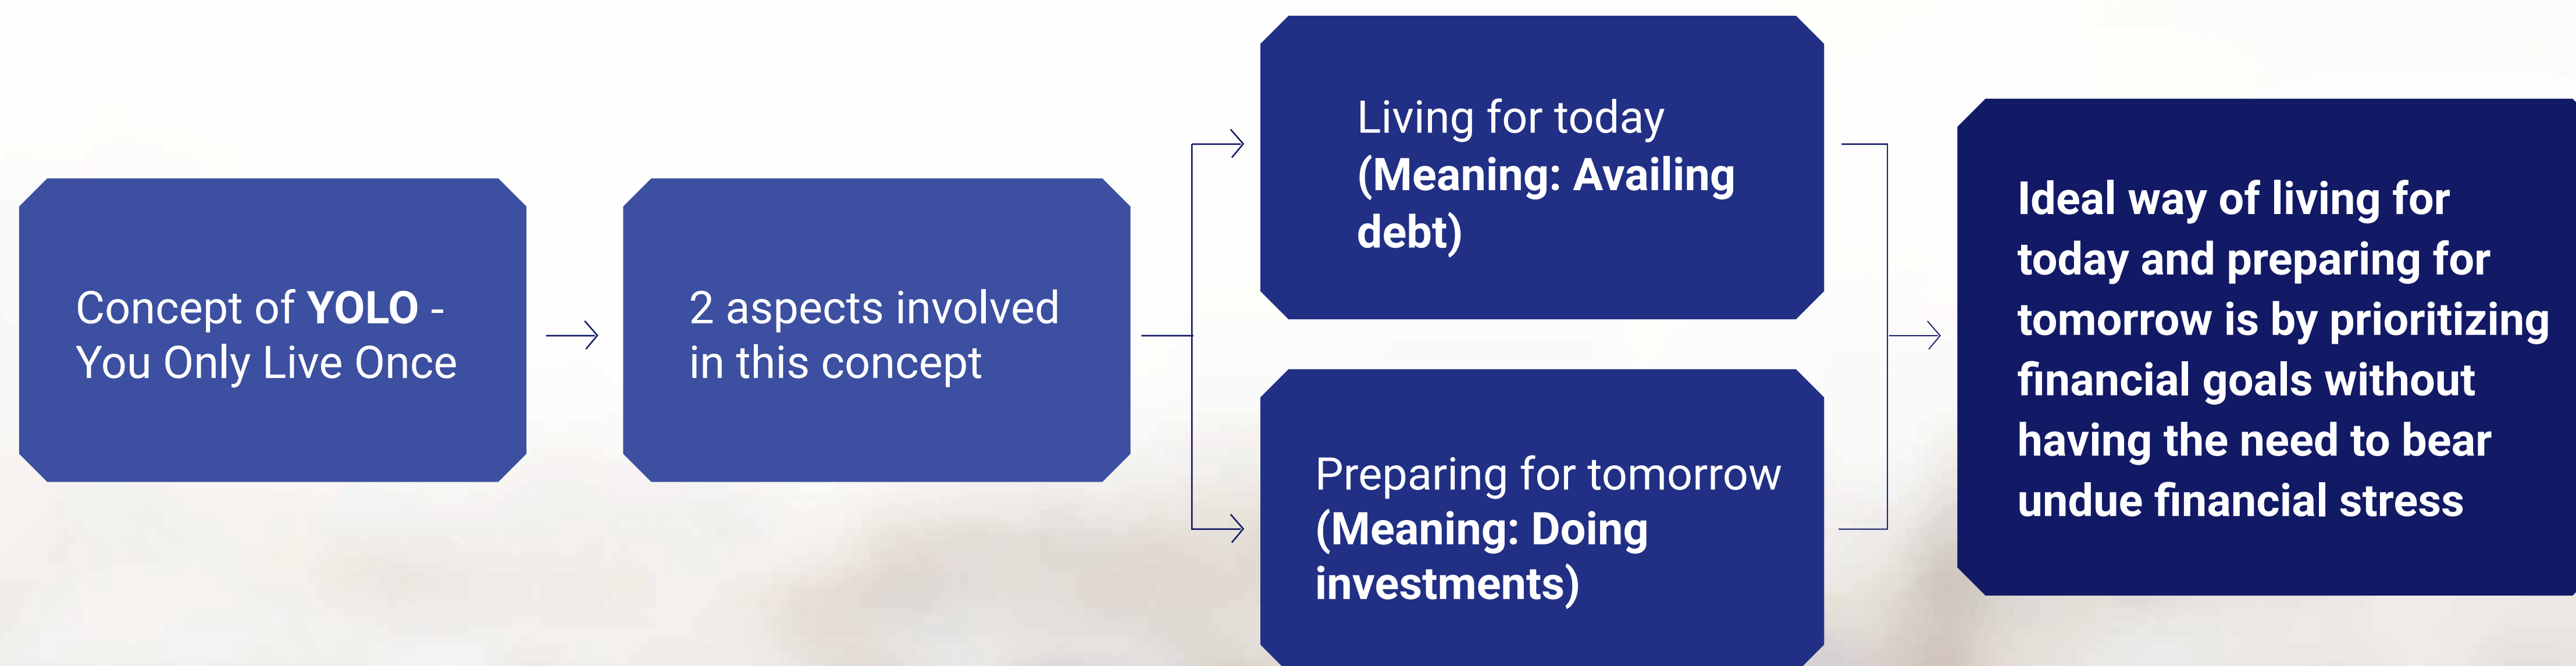 Concept of YOLO -
You Only Live Once
2 aspects involved
in this concept
Living for today
(Meaning: Availing
debt)
Preparing for tomorrow
(Meaning: Doing
investments)
Ideal way of living for
today and preparing for
tomorrow is by prioritizing
financial goals without
having the need to bear
undue financial stress